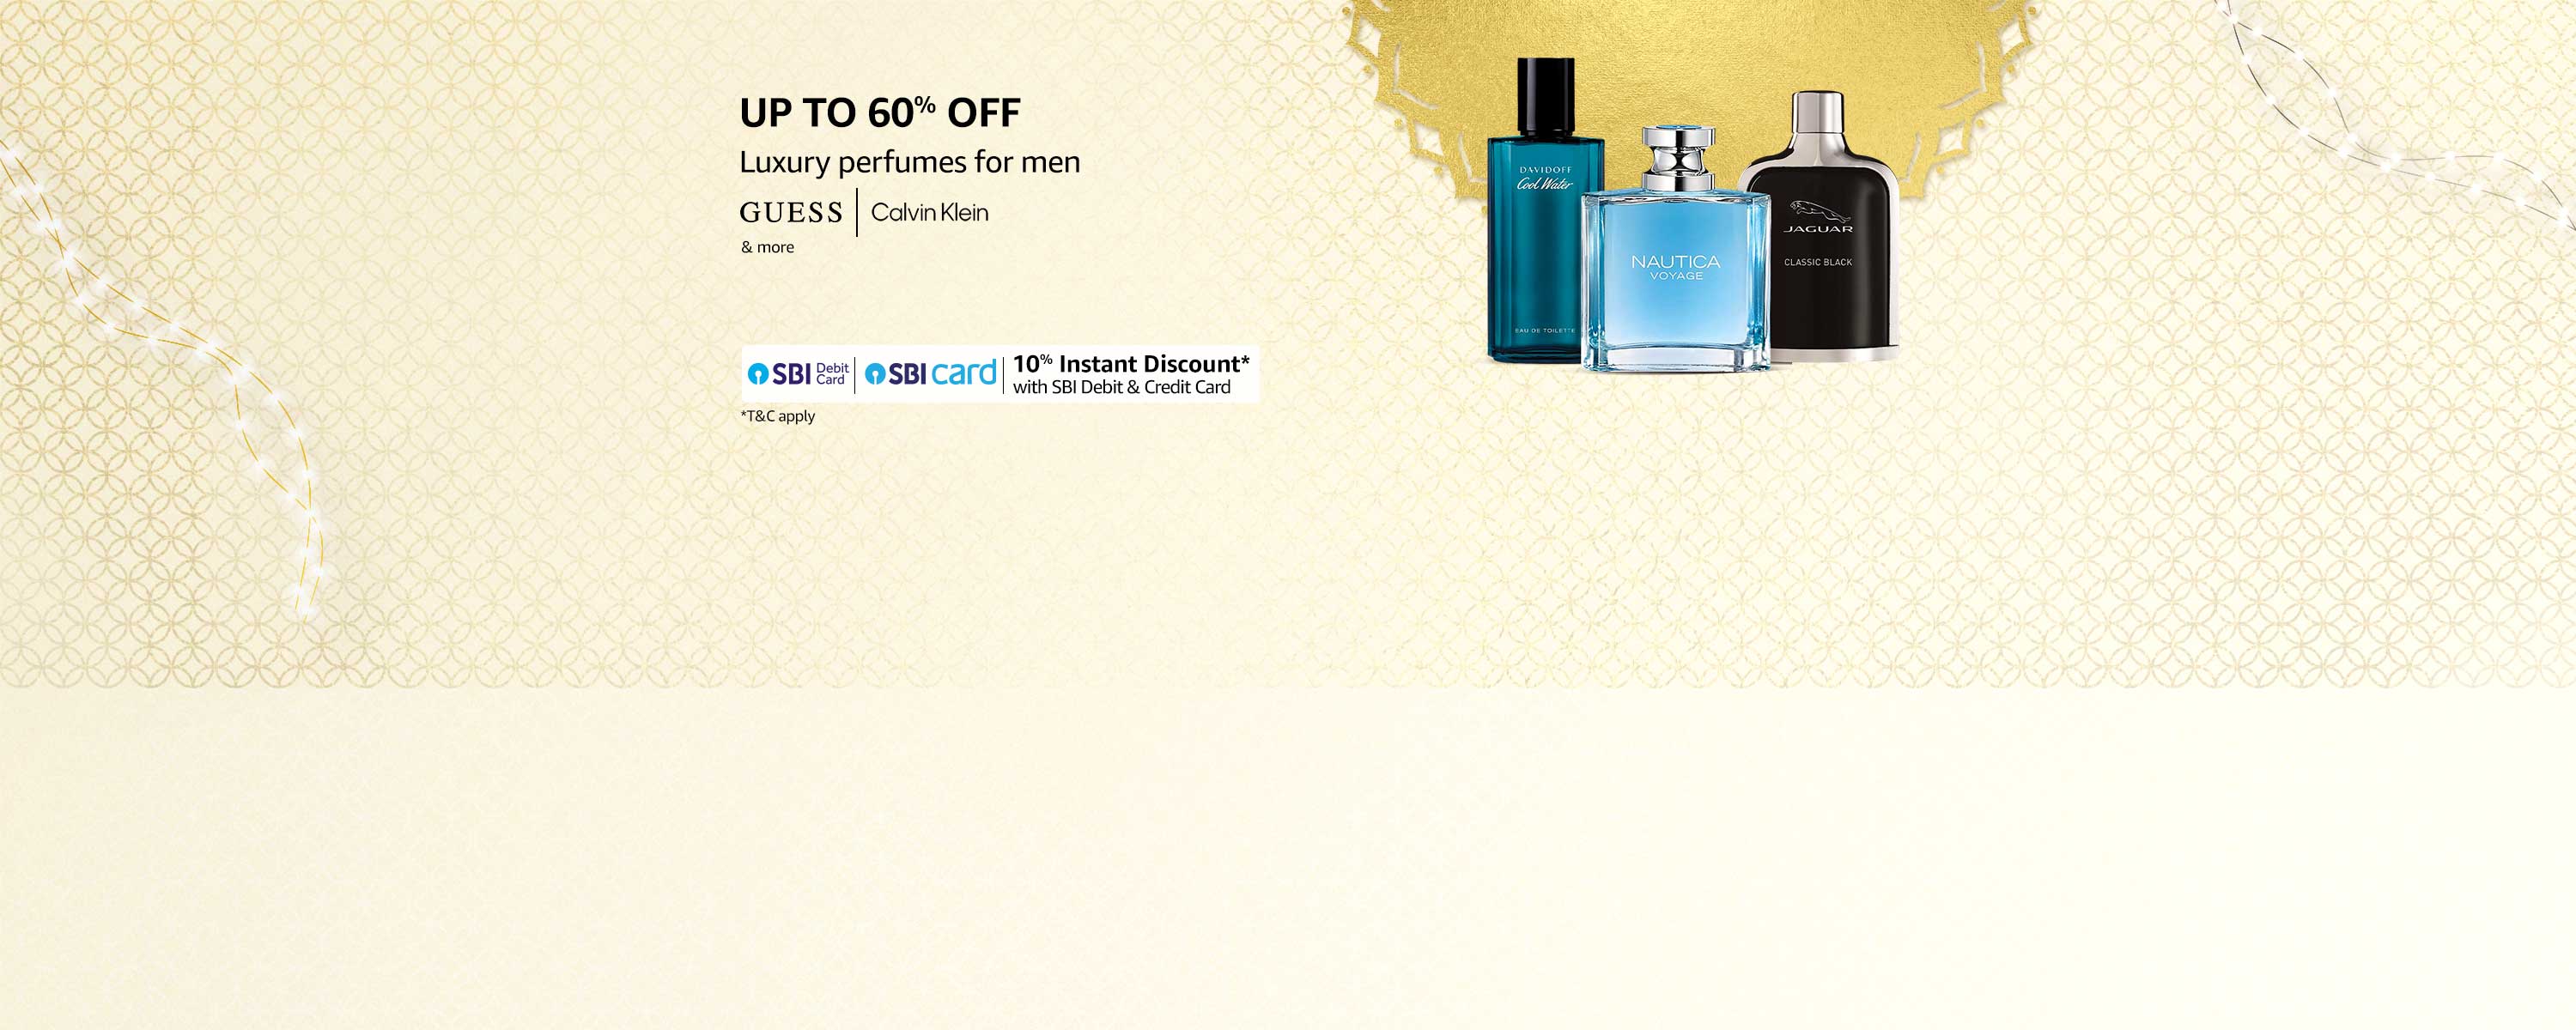 UP TO 60% OFF
Luxury perfumes for men
GUESS | Calvin Klein
& more
SBI Debit Card | SBI card | 10% Instant Discount*
with SBI Debit & Credit Card
*T&C apply
DAVIDOFF
Cool Water
EAU DE TOILETTE
NAUTICA
VOYAGE
JAGUAR
CLASSIC BLACK